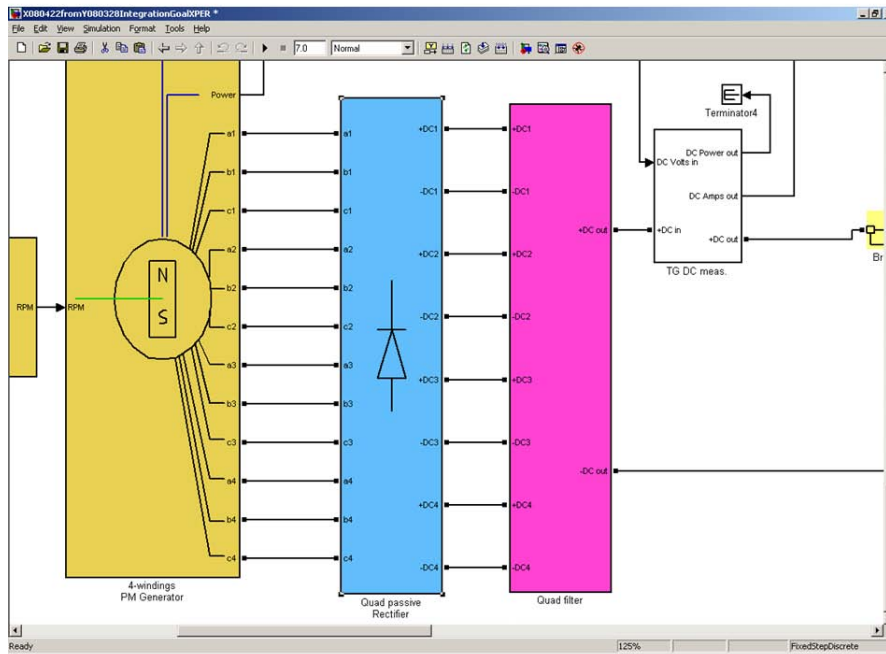 X080422fromY080328IntegrationGoalXPER *
File Edit View Simulation Format Tools Help
7.0 Normal
Power
a1
b1
c1
a2
b2
c2
a3
b3
c3
a4
b4
c4
N
S
RPM
RPM
4-windings
PM Generator
a1
b1
c1
a2
b2
c2
a3
b3
c3
a4
b4
c4
+DC1
-DC1
+DC2
-DC2
+DC3
-DC3
+DC4
-DC4
Quad passive
Rectifier
+DC1
-DC1
+DC2
-DC2
+DC3
-DC3
+DC4
-DC4
+DC out
-DC out
Quad filter
Terminator4
DC Power out
DC Volts in
DC Amps out
+DC in
+DC out
TG DC meas.
Br
Ready 125% FixedStepDiscrete